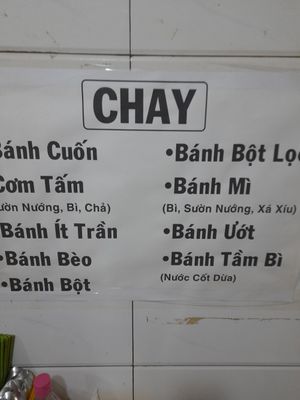 CHAY
Bánh Cuốn
Cơm Tấm
(Sườn Nướng, Bì, Chả)
•Bánh Ít Trần
•Bánh Bèo
•Bánh Bột
•Bánh Bột Lọc
•Bánh Mì
(Bì, Sườn Nướng, Xá Xíu)
•Bánh Ướt
•Bánh Tầm Bì
(Nước Cốt Dừa)